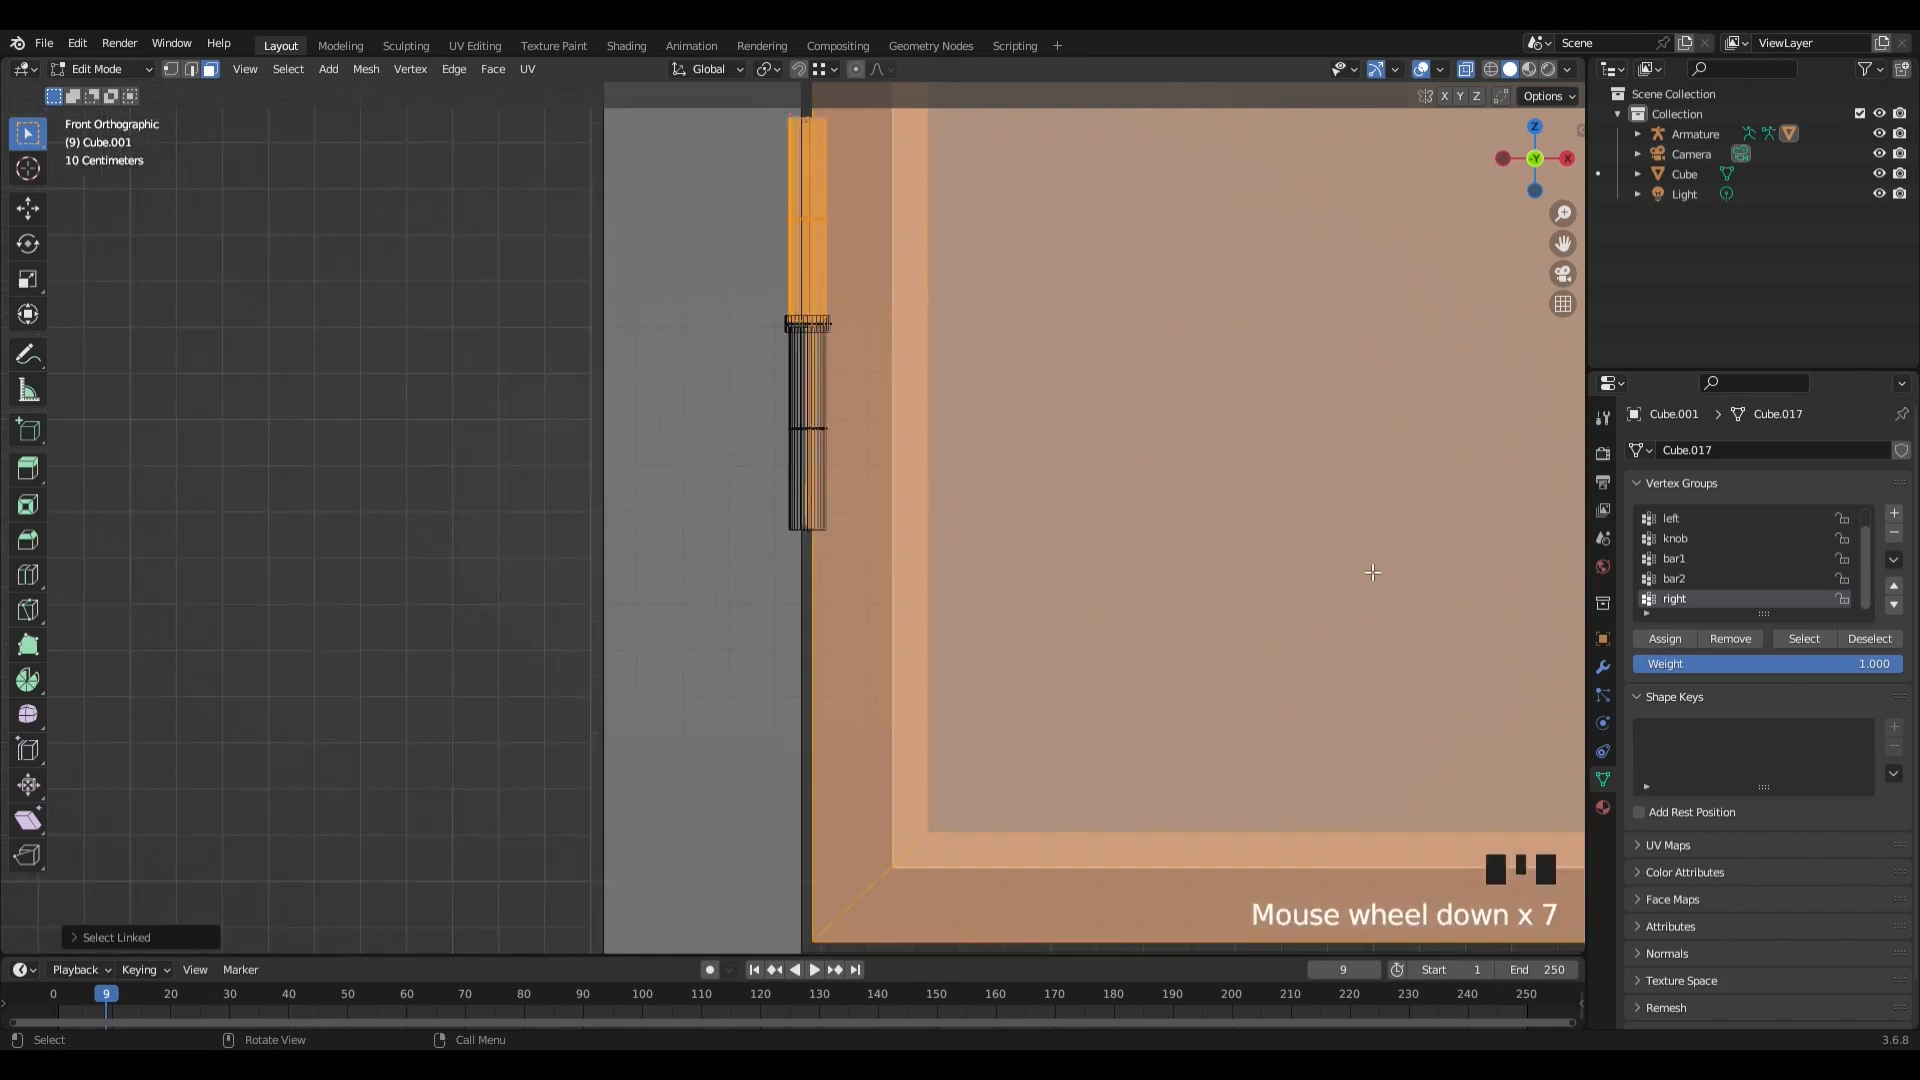 File Edit Render Window Help Layout Modeling Sculpting UV Editing Texture Paint Shading Animation Rendering Compositing Geometry Nodes Scripting + Scene ViewLayer
Edit Mode View Select Add Mesh Vertex Edge Face UV Global
X Y Z Options
Front Orthographic
(9) Cube.001
10 Centimeters
Z
-Y
X
Scene Collection
Collection
Armature
Camera
Cube
Light
Cube.001 > Cube.017
Cube.017
Vertex Groups
left
knob
bar1
bar2
right
Assign Remove Select Deselect
Weight 1.000
Shape Keys
Add Rest Position
UV Maps
Color Attributes
Face Maps
Attributes
Normals
Texture Space
Remesh
Mouse wheel down x 7
Select Linked
Playback Keying View Marker 9 Start 1 End 250
0 9 20 30 40 50 60 70 80 90 100 110 120 130 140 150 160 170 180 190 200 210 220 230 240 250
Select Rotate View Call Menu 3.6.8